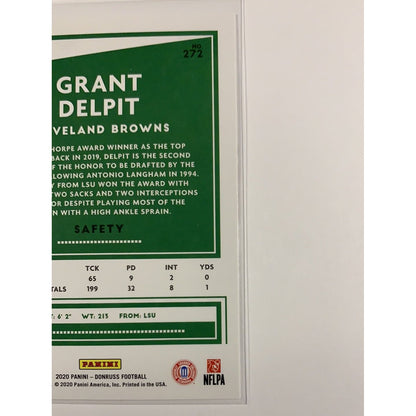 NO.
272
GRANT
DELPIT
VELAND BROWNS
HORPE AWARD WINNER AS THE TOP
BACK IN 2019, DELPIT IS THE SECOND
OF THE HONOR TO BE DRAFTED BY THE
LLOWING ANTONIO LANGHAM IN 1994.
Y FROM LSU WON THE AWARD WITH
TWO SACKS AND TWO INTERCEPTIONS
OR DESPITE PLAYING MOST OF THE
N WITH A HIGH ANKLE SPRAIN.
SAFETY
TCK PD INT YDS
65 9 2 0
TALS 199 32 8 1
: 6' 2" WT: 213 FROM: LSU
PANINI
NFLPA
2020 PANINI – DONRUSS FOOTBALL
© 2020 Panini America, Inc. Printed in the USA.